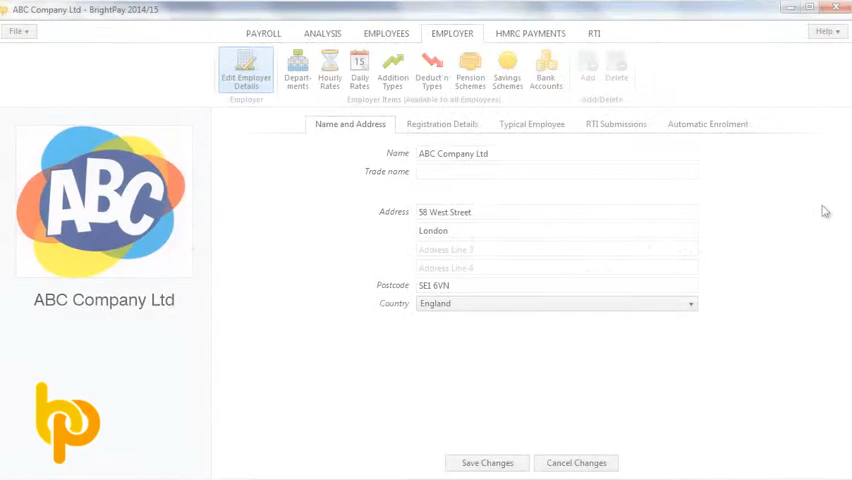 ABC Company Ltd - BrightPay 2014/15
File
PAYROLL ANALYSIS EMPLOYEES EMPLOYER HMRC PAYMENTS RTI
Help
Edit Employer Details
Depart-ments
Hourly Rates
Daily Rates
Addition Types
Deduct'n Types
Pension Schemes
Savings Schemes
Bank Accounts
Add
Delete
Employer
Employer Items (Available to all Employees)
Add/Delete
15
Name and Address Registration Details Typical Employee RTI Submissions Automatic Enrolment
ABC
ABC Company Ltd
Name ABC Company Ltd
Trade name
Address 58 West Street
London
Address Line 3
Address Line 4
Postcode SE1 6VN
Country England
bp
Save Changes Cancel Changes